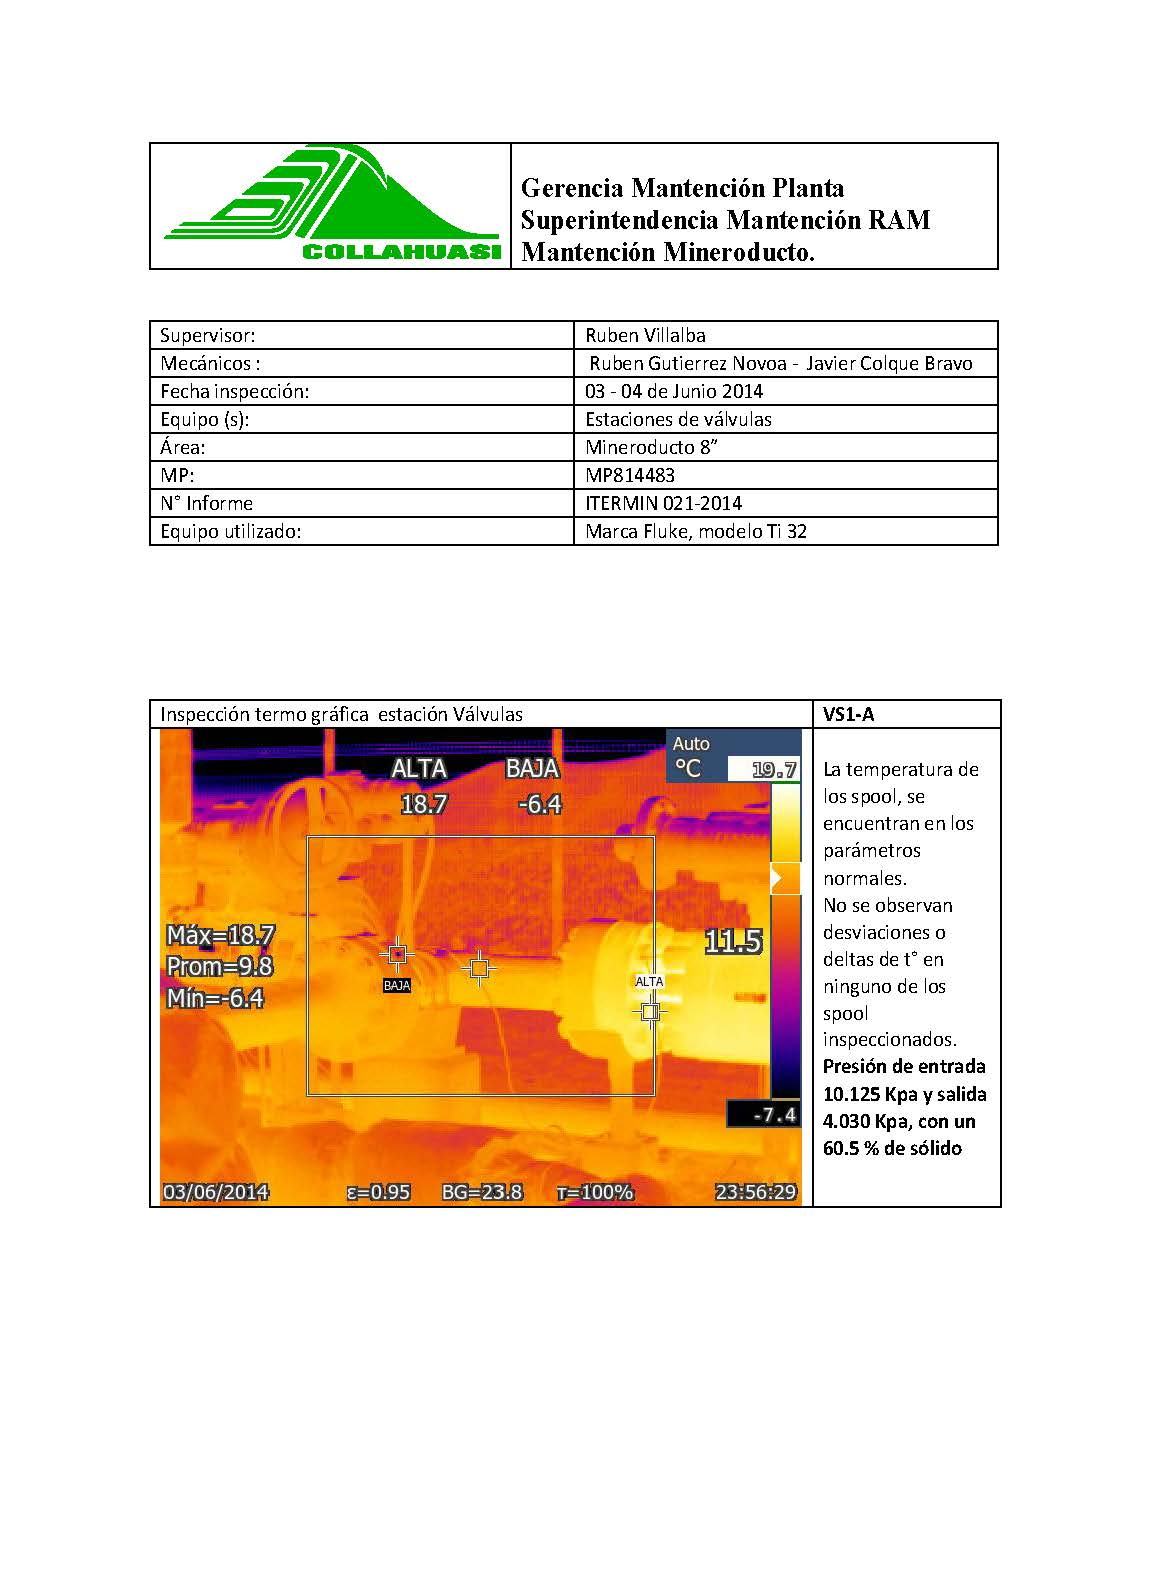 COLLAHUASI
Gerencia Mantención Planta
Superintendencia Mantención RAM
Mantención Mineroducto.
Supervisor: Ruben Villalba
Mecánicos : Ruben Gutierrez Novoa - Javier Colque Bravo
Fecha inspección: 03 - 04 de Junio 2014
Equipo (s): Estaciones de válvulas
Área: Mineroducto 8”
MP: MP814483
N° Informe ITERMIN 021-2014
Equipo utilizado: Marca Fluke, modelo Ti 32
Inspección termo gráfica estación Válvulas VS1-A
Auto
°C 19.7
ALTA BAJA
18.7 -6.4
Máx=18.7
Prom=9.8
Mín=-6.4
11.5
BAJA
ALTA
-7.4
03/06/2014 ε=0.95 BG=23.8 τ=100% 23:56:29
La temperatura de
los spool, se
encuentran en los
parámetros
normales.
No se observan
desviaciones o
deltas de t° en
ninguno de los
spool
inspeccionados.
Presión de entrada
10.125 Kpa y salida
4.030 Kpa, con un
60.5 % de sólido